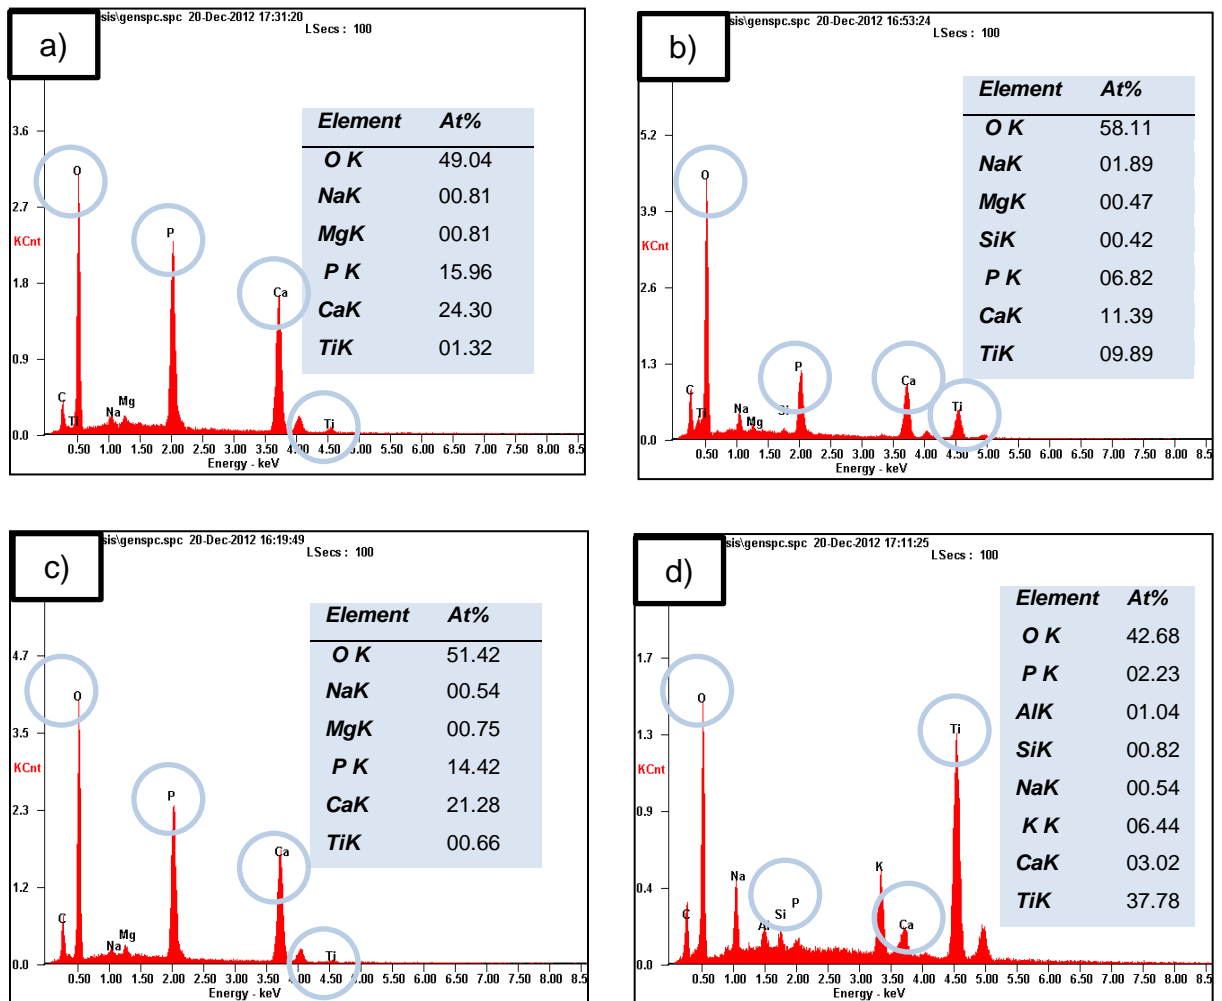 a)
sis\genspc.spc 20-Dec-2012 17:31:20
LSecs : 100
Element At%
O K 49.04
NaK 00.81
MgK 00.81
P K 15.96
CaK 24.30
TiK 01.32
3.6
2.7
KCnt
1.8
0.9
0.0
C Ti O Na Mg P Ca Ti
0.50 1.00 1.50 2.00 2.50 3.00 3.50 4.00 4.50 5.00 5.50 6.00 6.50 7.00 7.50 8.00 8.5
Energy - keV
b)
sis\genspc.spc 20-Dec-2012 16:53:24
LSecs : 100
Element At%
O K 58.11
NaK 01.89
MgK 00.47
SiK 00.42
P K 06.82
CaK 11.39
TiK 09.89
5.2
3.9
KCnt
2.6
1.3
0.0
C Ti O Na Mg Si P Ca Ti
0.50 1.00 1.50 2.00 2.50 3.00 3.50 4.00 4.50 5.00 5.50 6.00 6.50 7.00 7.50 8.00 8.5
Energy - keV
c)
sis\genspc.spc 20-Dec-2012 16:19:49
LSecs : 100
Element At%
O K 51.42
NaK 00.54
MgK 00.75
P K 14.42
CaK 21.28
TiK 00.66
4.7
3.5
KCnt
2.3
1.2
0.0
C O Na Mg P Ca Ti
0.50 1.00 1.50 2.00 2.50 3.00 3.50 4.00 4.50 5.00 5.50 6.00 6.50 7.00 7.50 8.00 8.5
Energy - keV
d)
sis\genspc.spc 20-Dec-2012 17:11:25
LSecs : 100
Element At%
O K 42.68
P K 02.23
AlK 01.04
SiK 00.82
NaK 00.54
K K 06.44
CaK 03.02
TiK 37.78
1.7
1.3
KCnt
0.9
0.4
0.0
C O Na Al Si P K Ca Ti
0.50 1.00 1.50 2.00 2.50 3.00 3.50 4.00 4.50 5.00 5.50 6.00 6.50 7.00 7.50 8.00 8.5
Energy - keV